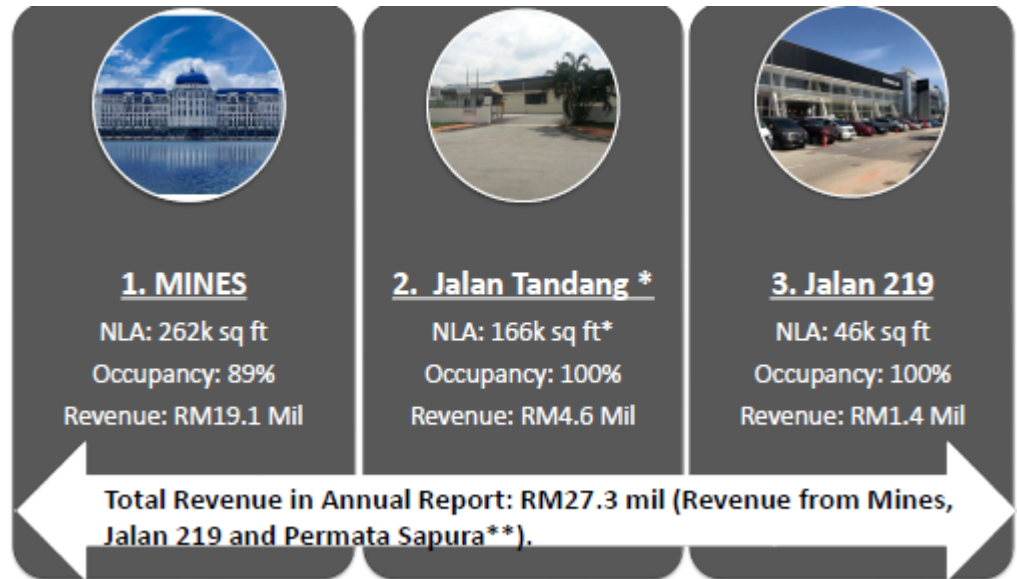 1. MINES
NLA: 262k sq ft
Occupancy: 89%
Revenue: RM19.1 Mil
2. Jalan Tandang *
NLA: 166k sq ft*
Occupancy: 100%
Revenue: RM4.6 Mil
3. Jalan 219
NLA: 46k sq ft
Occupancy: 100%
Revenue: RM1.4 Mil
Total Revenue in Annual Report: RM27.3 mil (Revenue from Mines,
Jalan 219 and Permata Sapura**).